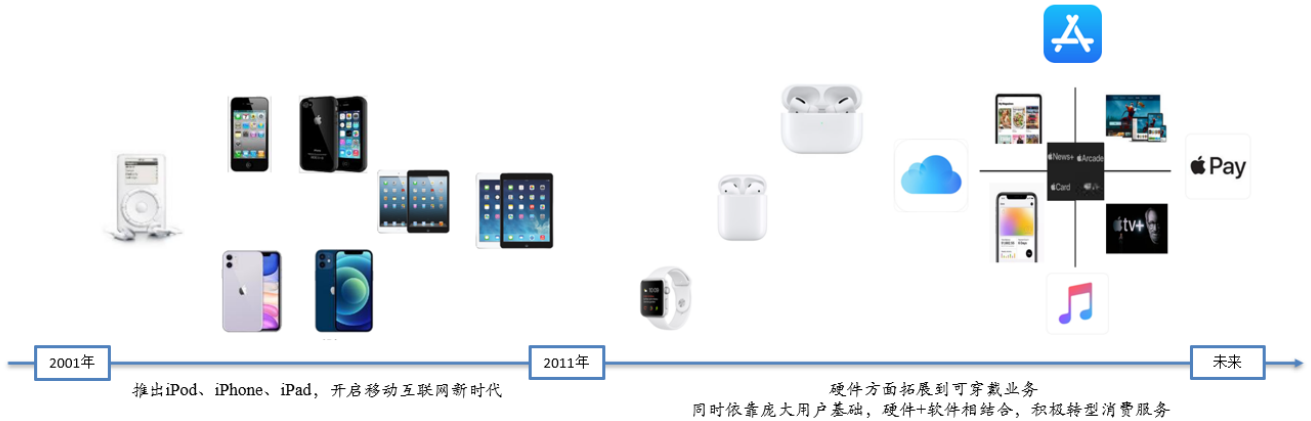 News+
Arcade
Card
tv+
Pay
2001年
2011年
未来
推出iPod、iPhone、iPad，开启移动互联网新时代
硬件方面拓展到可穿戴业务
同时依靠庞大用户基础，硬件+软件相结合，积极转型消费服务